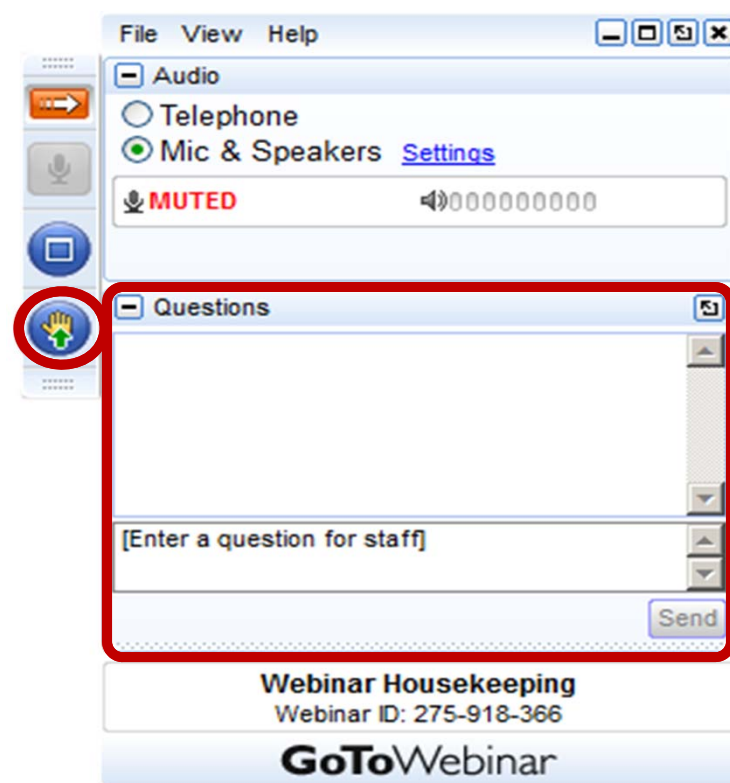 File View Help
Audio
Telephone
Mic & Speakers Settings
MUTED
Questions
[Enter a question for staff]
Send
Webinar Housekeeping
Webinar ID: 275-918-366
GoToWebinar